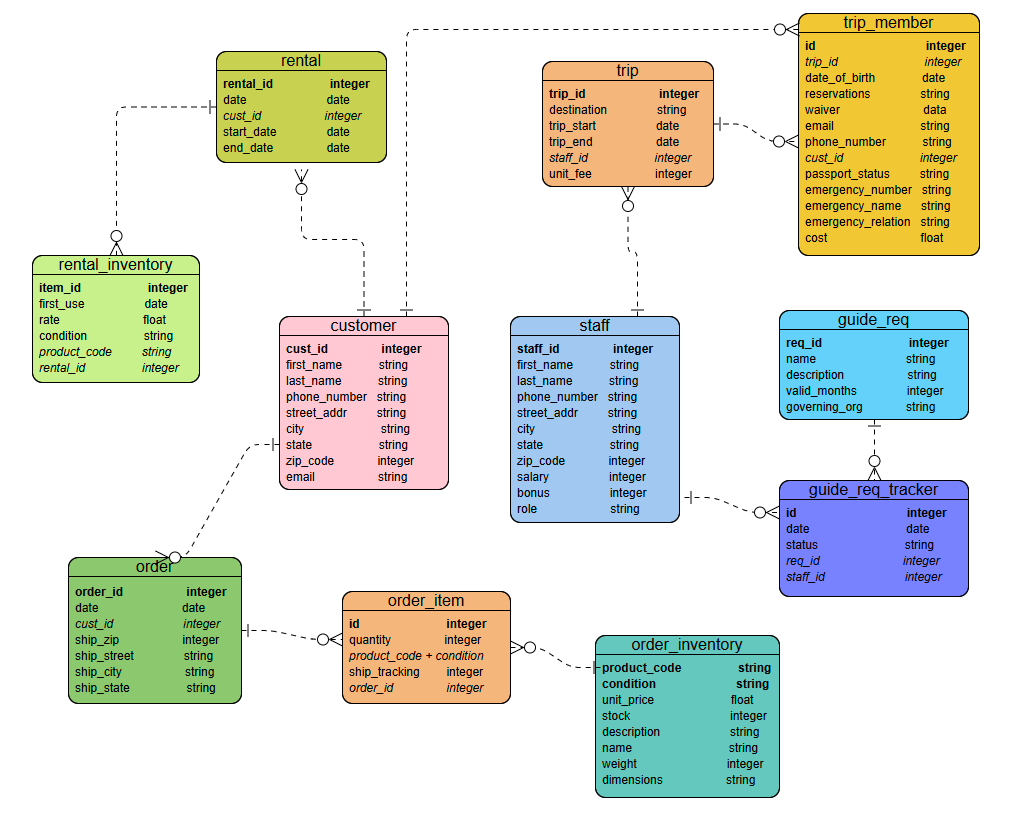 rental
rental_id integer
date date
cust_id integer
start_date date
end_date date
trip
trip_id integer
destination string
trip_start date
trip_end date
staff_id integer
unit_fee integer
trip_member
id integer
trip_id integer
date_of_birth date
reservations string
waiver data
email string
phone_number string
cust_id integer
passport_status string
emergency_number string
emergency_name string
emergency_relation string
cost float
rental_inventory
item_id integer
first_use date
rate float
condition string
product_code string
rental_id integer
customer
cust_id integer
first_name string
last_name string
phone_number string
street_addr string
city string
state string
zip_code integer
email string
staff
staff_id integer
first_name string
last_name string
phone_number string
street_addr string
city string
state string
zip_code integer
salary integer
bonus integer
role string
guide_req
req_id integer
name string
description string
valid_months integer
governing_org string
guide_req_tracker
id integer
date date
status string
req_id integer
staff_id integer
order
order_id integer
date date
cust_id integer
ship_zip integer
ship_street string
ship_city string
ship_state string
order_item
id integer
quantity integer
product_code + condition
ship_tracking integer
order_id integer
order_inventory
product_code string
condition string
unit_price float
stock integer
description string
name string
weight integer
dimensions string